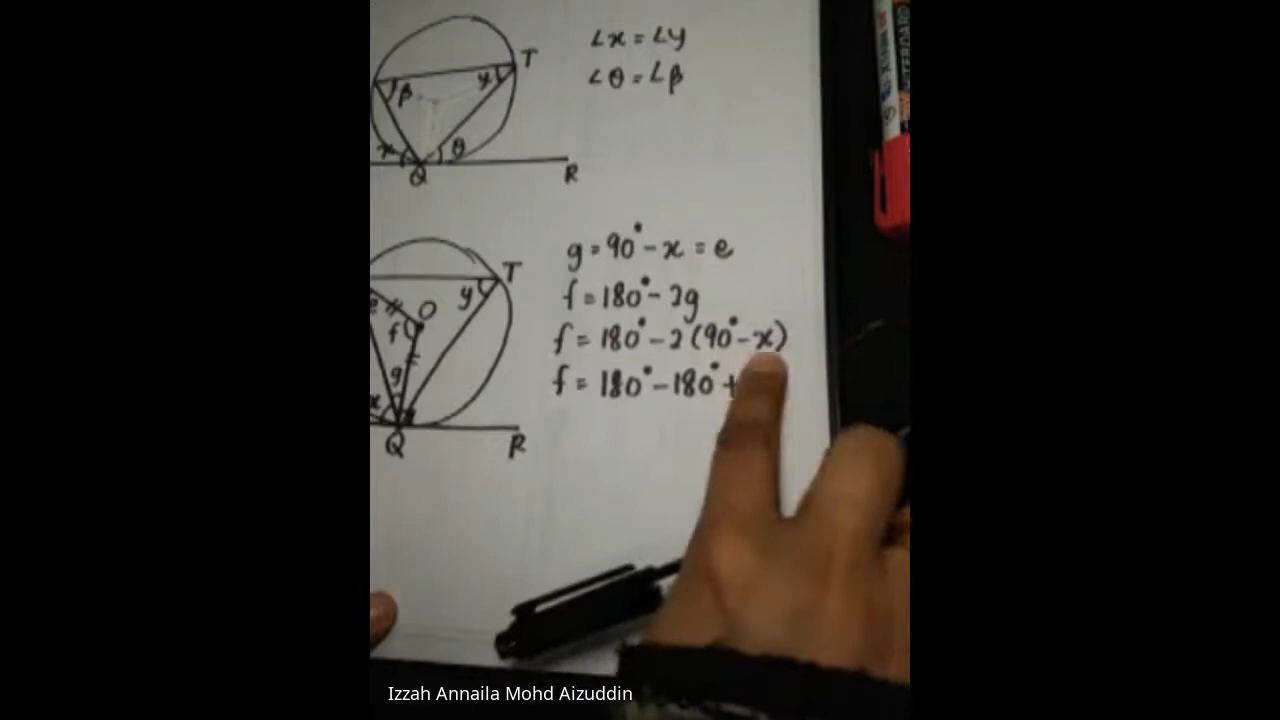 ∠x = ∠y
∠θ = ∠β
T
β
y
x
θ
Q
R
g = 90° - x = e
f = 180° - 2g
f = 180° - 2(90° - x)
f = 180° - 180° +
T
y
e
O
f
g
x
Q
R
Izzah Annaila Mohd Aizuddin